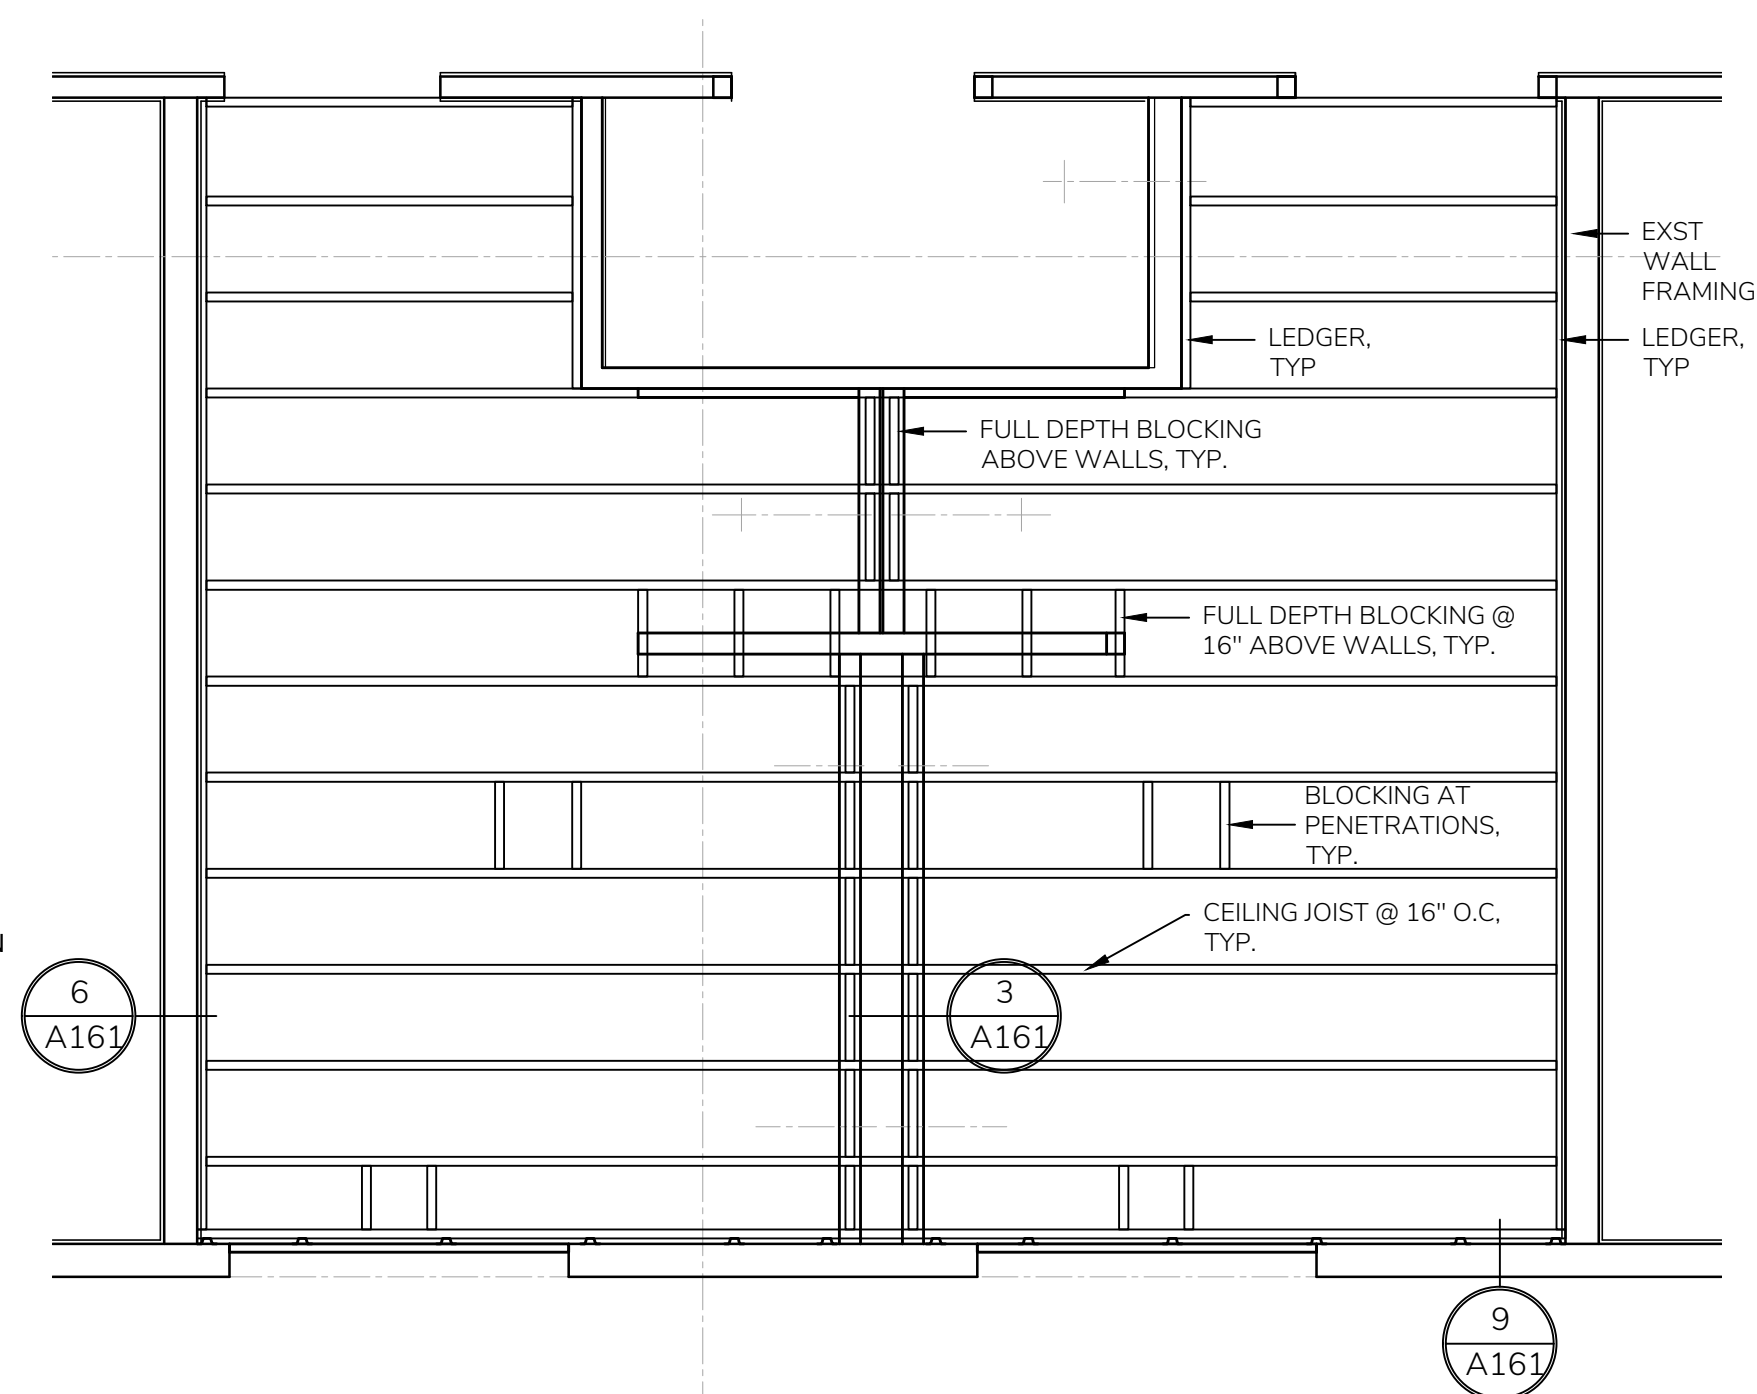 EXST
WALL
FRAMING
LEDGER,
TYP
LEDGER,
TYP
FULL DEPTH BLOCKING
ABOVE WALLS, TYP.
FULL DEPTH BLOCKING @
16" ABOVE WALLS, TYP.
BLOCKING AT
PENETRATIONS,
TYP.
CEILING JOIST @ 16" O.C,
TYP.
N
6
A161
3
A161
9
A161